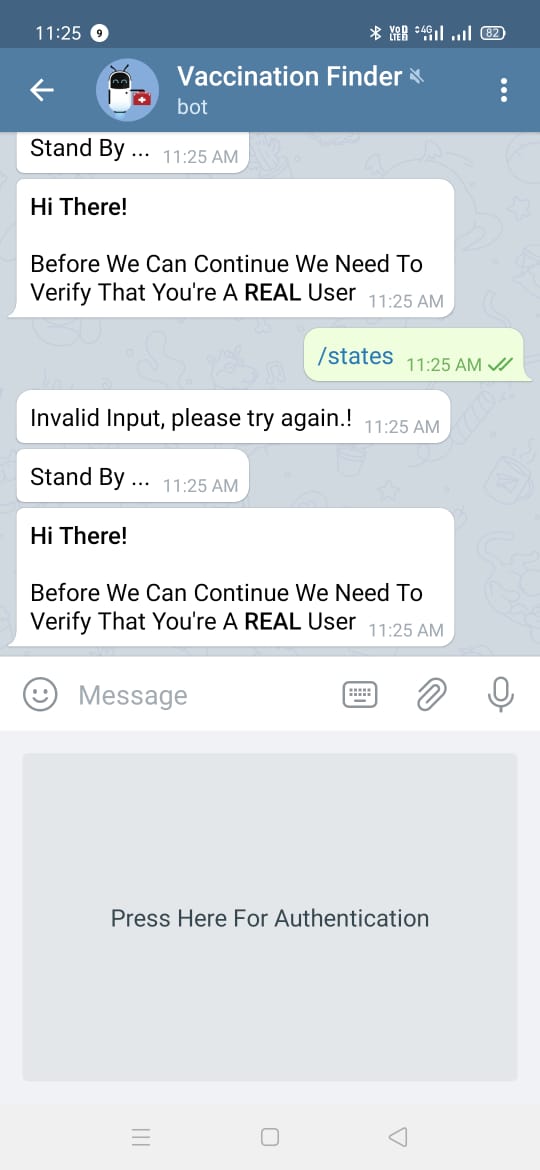 11:25 9 VoD LTE 4G 82
Vaccination Finder
bot
Stand By ... 11:25 AM
Hi There!
Before We Can Continue We Need To
Verify That You're A REAL User 11:25 AM
/states 11:25 AM
Invalid Input, please try again.! 11:25 AM
Stand By ... 11:25 AM
Hi There!
Before We Can Continue We Need To
Verify That You're A REAL User 11:25 AM
Message
Press Here For Authentication